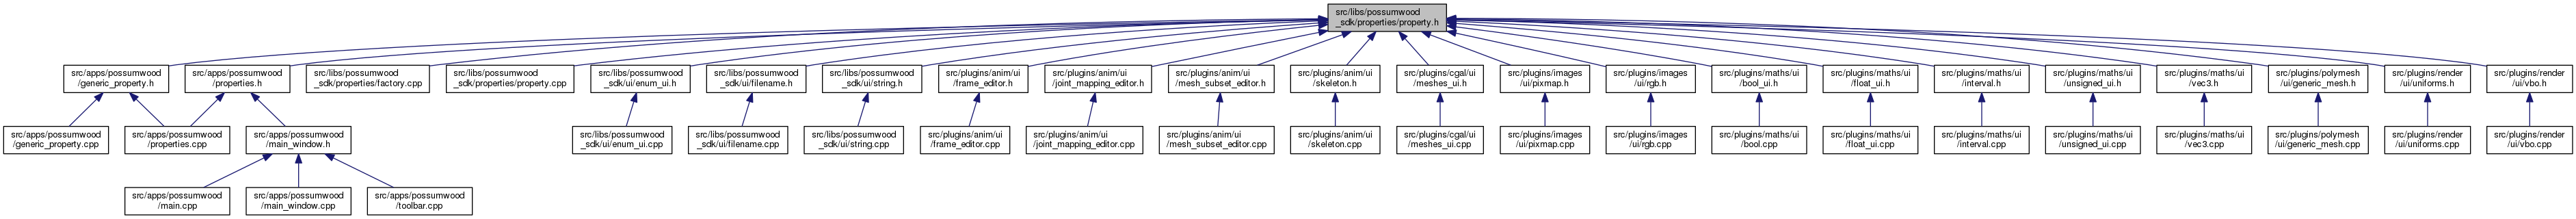 src/libs/possumwood
_sdk/properties/property.h
src/apps/possumwood
/generic_property.h
src/apps/possumwood
/properties.h
src/libs/possumwood
_sdk/properties/factory.cpp
src/libs/possumwood
_sdk/properties/property.cpp
src/libs/possumwood
_sdk/ui/enum_ui.h
src/libs/possumwood
_sdk/ui/filename.h
src/libs/possumwood
_sdk/ui/string.h
src/plugins/anim/ui
/frame_editor.h
src/plugins/anim/ui
/joint_mapping_editor.h
src/plugins/anim/ui
/mesh_subset_editor.h
src/plugins/anim/ui
/skeleton.h
src/plugins/cgal/ui
/meshes_ui.h
src/plugins/images
/ui/pixmap.h
src/plugins/images
/ui/rgb.h
src/plugins/maths/ui
/bool_ui.h
src/plugins/maths/ui
/float_ui.h
src/plugins/maths/ui
/interval.h
src/plugins/maths/ui
/unsigned_ui.h
src/plugins/maths/ui
/vec3.h
src/plugins/polymesh
/ui/generic_mesh.h
src/plugins/render
/ui/uniforms.h
src/plugins/render
/ui/vbo.h
src/apps/possumwood
/generic_property.cpp
src/apps/possumwood
/properties.cpp
src/apps/possumwood
/main_window.h
src/libs/possumwood
_sdk/ui/enum_ui.cpp
src/libs/possumwood
_sdk/ui/filename.cpp
src/libs/possumwood
_sdk/ui/string.cpp
src/plugins/anim/ui
/frame_editor.cpp
src/plugins/anim/ui
/joint_mapping_editor.cpp
src/plugins/anim/ui
/mesh_subset_editor.cpp
src/plugins/anim/ui
/skeleton.cpp
src/plugins/cgal/ui
/meshes_ui.cpp
src/plugins/images
/ui/pixmap.cpp
src/plugins/images
/ui/rgb.cpp
src/plugins/maths/ui
/bool.cpp
src/plugins/maths/ui
/float_ui.cpp
src/plugins/maths/ui
/interval.cpp
src/plugins/maths/ui
/unsigned_ui.cpp
src/plugins/maths/ui
/vec3.cpp
src/plugins/polymesh
/ui/generic_mesh.cpp
src/plugins/render
/ui/uniforms.cpp
src/plugins/render
/ui/vbo.cpp
src/apps/possumwood
/main.cpp
src/apps/possumwood
/main_window.cpp
src/apps/possumwood
/toolbar.cpp